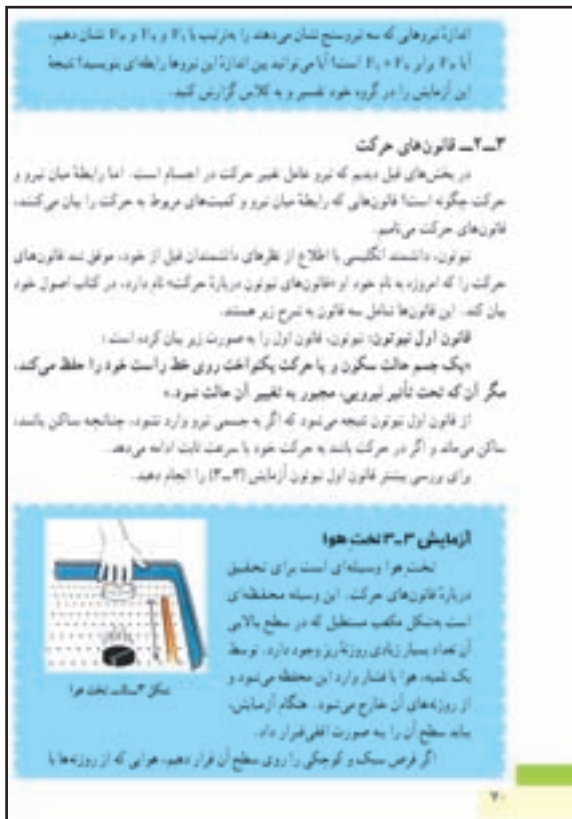 اندازهٔ نیروهایی که سه نیروسنج نشان می‌دهند را به‌ترتیب با F₁ و F₂ و F₃ نشان دهیم،
آیا F₃ برابر F₁ + F₂ است؟ آیا می‌توانید بین اندازهٔ این نیروها رابطه‌ای بنویسید؟ نتیجهٔ
این آزمایش را در گروه خود تفسیر و به کلاس گزارش کنید.
۳ــ۲ــ قانون‌های حرکت
در بخش‌های قبل دیدیم که نیرو عامل تغییر حرکت در اجسام است. اما رابطهٔ میان نیرو و
حرکت چگونه است؟ قانون‌هایی که رابطهٔ میان نیرو و کمیت‌های مربوط به حرکت را بیان می‌کنند،
قانون‌های حرکت می‌نامیم.
نیوتون، دانشمند انگلیسی با اطلاع از نظرهای دانشمندان قبل از خود، موفق شد قانون‌های
حرکت را که امروزه به نام خود او «قانون‌های نیوتون دربارهٔ حرکت» نام دارد، در کتاب اصول خود
بیان کند. این قانون‌ها شامل سه قانون به شرح زیر هستند.
قانون اول نیوتون: نیوتون، قانون اول را به صورت زیر بیان کرده است:
«یک جسم حالت سکون و یا حرکت یکنواخت روی خط راست خود را حفظ می‌کند،
مگر آن که تحت تأثیر نیرویی، مجبور به تغییر آن حالت شود.»
از قانون اول نیوتون نتیجه می‌شود که اگر به جسمی نیرو وارد نشود، چنانچه ساکن باشد،
ساکن می‌ماند و اگر در حرکت باشد به حرکت خود با سرعت ثابت ادامه می‌دهد.
برای بررسی بیشتر قانون اول نیوتون آزمایش (۳ــ۳) را انجام دهید.
آزمایش ۳ــ۳ تخت هوا
تخت هوا وسیله‌ای است برای تحقیق
دربارهٔ قانون‌های حرکت. این وسیله محفظه‌ای
است به‌شکل مکعب مستطیل که در سطح بالایی
آن تعداد بسیار زیادی روزنهٔ ریز وجود دارد. توسط
یک تلمبه، هوا با فشار وارد این محفظه می‌شود و
از روزنه‌های آن خارج می‌شود. هنگام آزمایش،
باید سطح آن را به صورت افقی قرار داد.
اگر قرص سبک و کوچکی را روی سطح آن قرار دهیم، هوایی که از روزنه‌ها با
تخت هوا
۷۰